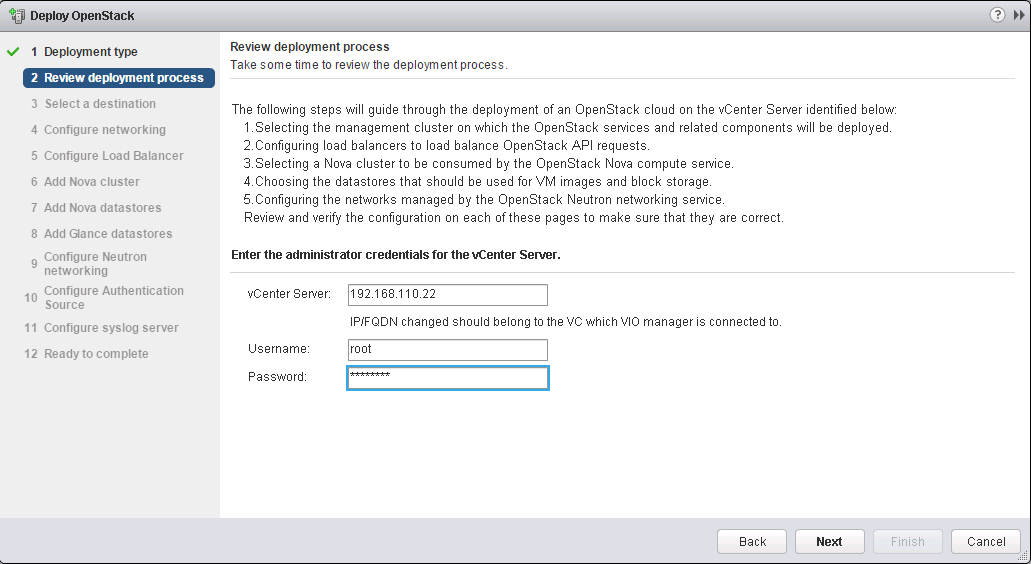 Deploy OpenStack
?
1 Deployment type
2 Review deployment process
3 Select a destination
4 Configure networking
5 Configure Load Balancer
6 Add Nova cluster
7 Add Nova datastores
8 Add Glance datastores
9 Configure Neutron
networking
10 Configure Authentication
Source
11 Configure syslog server
12 Ready to complete
Review deployment process
Take some time to review the deployment process.
The following steps will guide through the deployment of an OpenStack cloud on the vCenter Server identified below:
1.Selecting the management cluster on which the OpenStack services and related components will be deployed.
2.Configuring load balancers to load balance OpenStack API requests.
3.Selecting a Nova cluster to be consumed by the OpenStack Nova compute service.
4.Choosing the datastores that should be used for VM images and block storage.
5.Configuring the networks managed by the OpenStack Neutron networking service.
Review and verify the configuration on each of these pages to make sure that they are correct.
Enter the administrator credentials for the vCenter Server.
vCenter Server: 192.168.110.22
IP/FQDN changed should belong to the VC which VIO manager is connected to.
Username: root
Password: ********
Back Next Finish Cancel